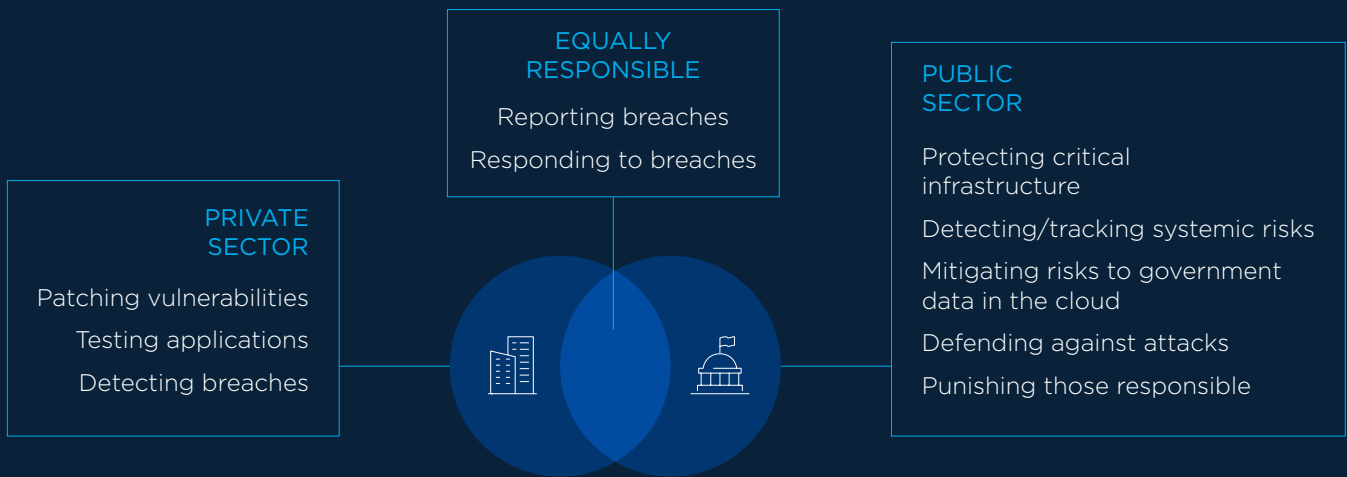 PRIVATE
SECTOR
Patching vulnerabilities
Testing applications
Detecting breaches
EQUALLY
RESPONSIBLE
Reporting breaches
Responding to breaches
PUBLIC
SECTOR
Protecting critical
infrastructure
Detecting/tracking systemic risks
Mitigating risks to government
data in the cloud
Defending against attacks
Punishing those responsible